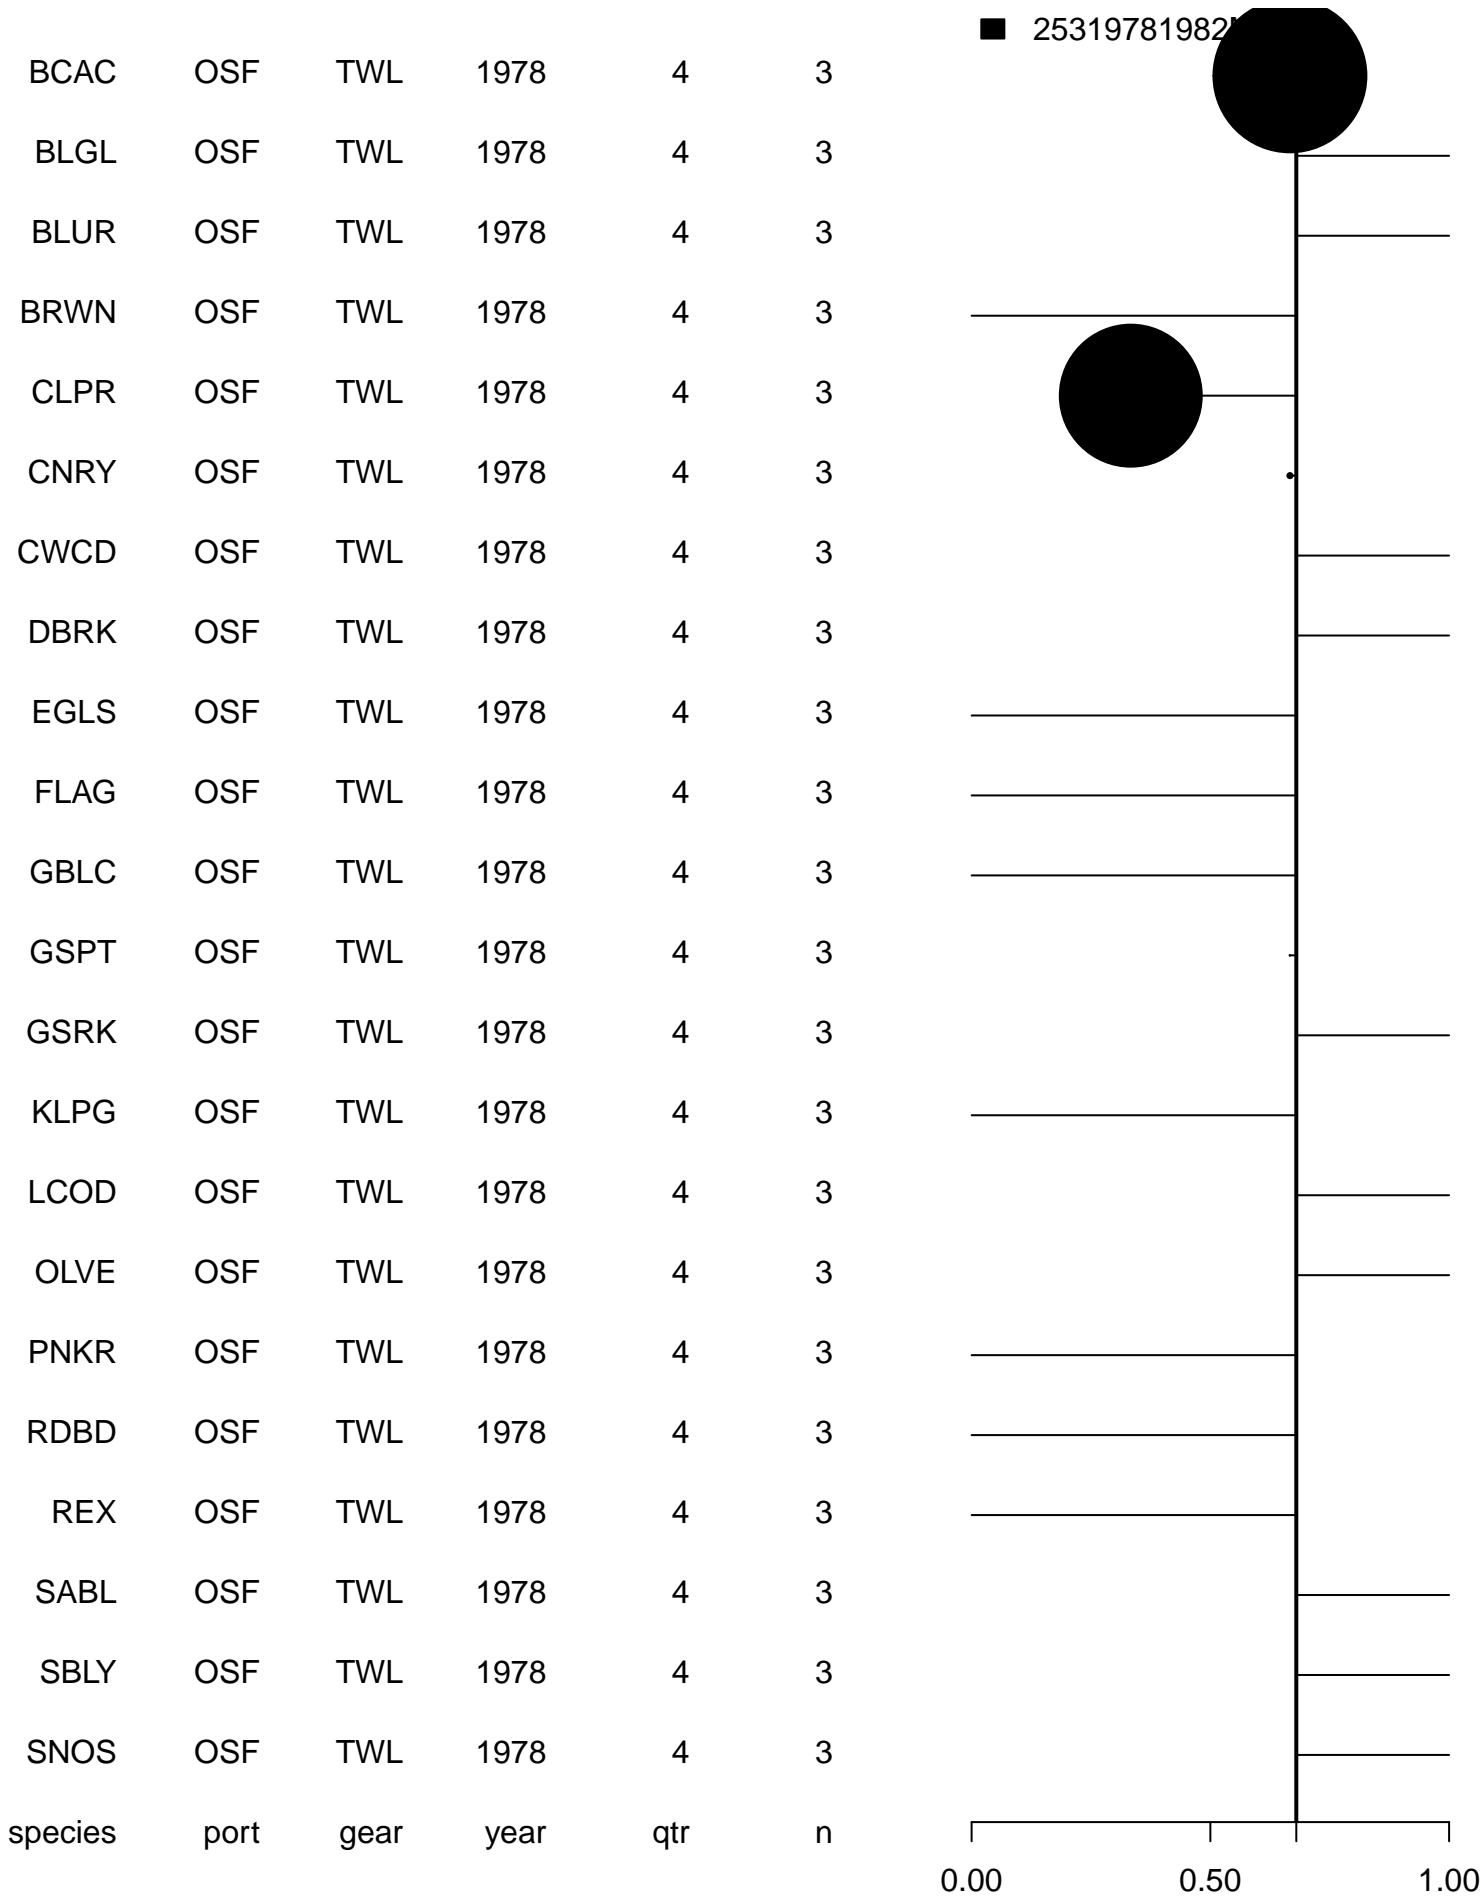 25319781982
BCAC OSF TWL 1978 4 3
BLGL OSF TWL 1978 4 3
BLUR OSF TWL 1978 4 3
BRWN OSF TWL 1978 4 3
CLPR OSF TWL 1978 4 3
CNRY OSF TWL 1978 4 3
CWCD OSF TWL 1978 4 3
DBRK OSF TWL 1978 4 3
EGLS OSF TWL 1978 4 3
FLAG OSF TWL 1978 4 3
GBLC OSF TWL 1978 4 3
GSPT OSF TWL 1978 4 3
GSRK OSF TWL 1978 4 3
KLPG OSF TWL 1978 4 3
LCOD OSF TWL 1978 4 3
OLVE OSF TWL 1978 4 3
PNKR OSF TWL 1978 4 3
RDBD OSF TWL 1978 4 3
REX OSF TWL 1978 4 3
SABL OSF TWL 1978 4 3
SBLY OSF TWL 1978 4 3
SNOS OSF TWL 1978 4 3
species port gear year qtr n
0.00 0.50 1.00